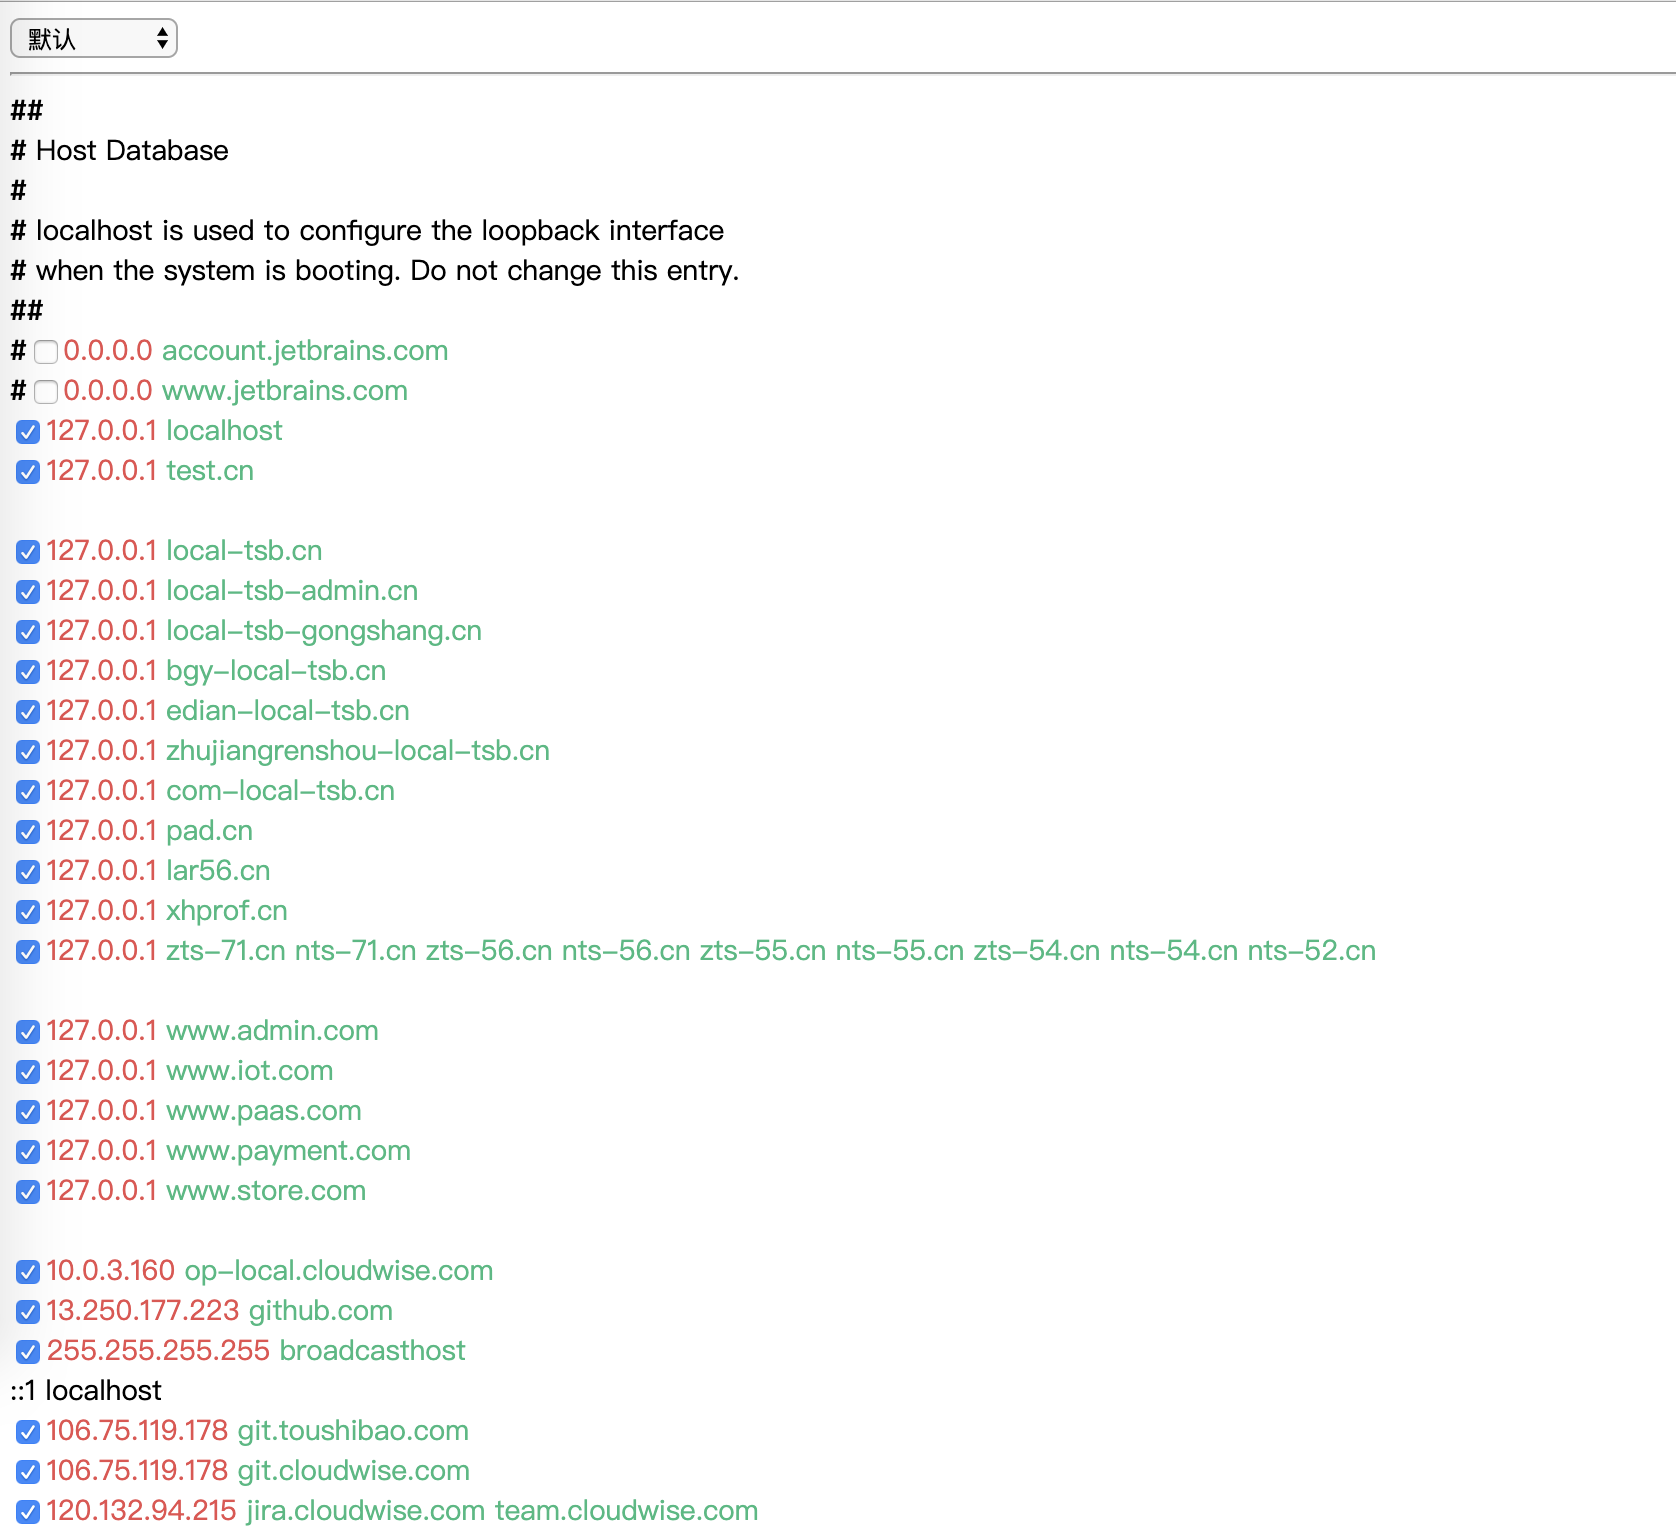 默认
##
# Host Database
#
# localhost is used to configure the loopback interface
# when the system is booting. Do not change this entry.
##
# 0.0.0.0 account.jetbrains.com
# 0.0.0.0 www.jetbrains.com
127.0.0.1 localhost
127.0.0.1 test.cn
127.0.0.1 local-tsb.cn
127.0.0.1 local-tsb-admin.cn
127.0.0.1 local-tsb-gongshang.cn
127.0.0.1 bgy-local-tsb.cn
127.0.0.1 edian-local-tsb.cn
127.0.0.1 zhujiangrenshou-local-tsb.cn
127.0.0.1 com-local-tsb.cn
127.0.0.1 pad.cn
127.0.0.1 lar56.cn
127.0.0.1 xhprof.cn
127.0.0.1 zts-71.cn nts-71.cn zts-56.cn nts-56.cn zts-55.cn nts-55.cn zts-54.cn nts-54.cn nts-52.cn
127.0.0.1 www.admin.com
127.0.0.1 www.iot.com
127.0.0.1 www.paas.com
127.0.0.1 www.payment.com
127.0.0.1 www.store.com
10.0.3.160 op-local.cloudwise.com
13.250.177.223 github.com
255.255.255.255 broadcasthost
::1 localhost
106.75.119.178 git.toushibao.com
106.75.119.178 git.cloudwise.com
120.132.94.215 jira.cloudwise.com team.cloudwise.com